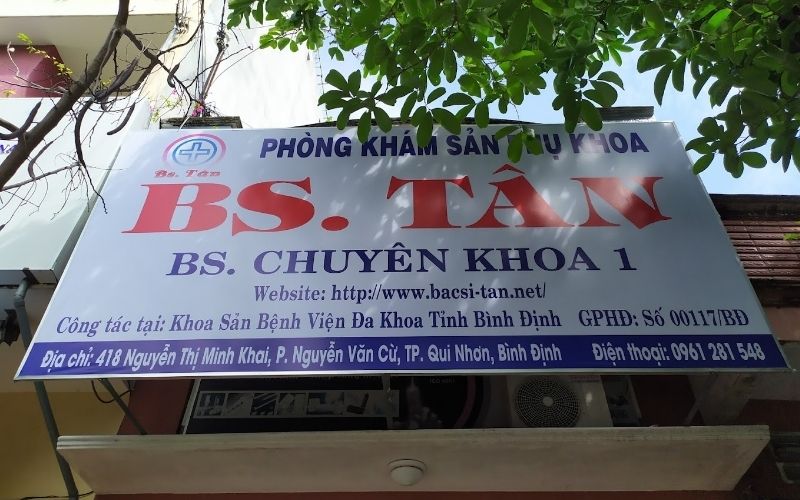 PHÒNG KHÁM SẢN PHỤ KHOA
Bs. Tân
BS. TÂN
BS. CHUYÊN KHOA 1
Website: http://www.bacsi-tan.net/
Công tác tại: Khoa Sản Bệnh Viện Đa Khoa Tỉnh Bình Định GPHĐ: Số 00117/BĐ
Địa chỉ: 418 Nguyễn Thị Minh Khai, P. Nguyễn Văn Cừ, TP. Qui Nhơn, Bình Định Điện thoại: 0961 281 548